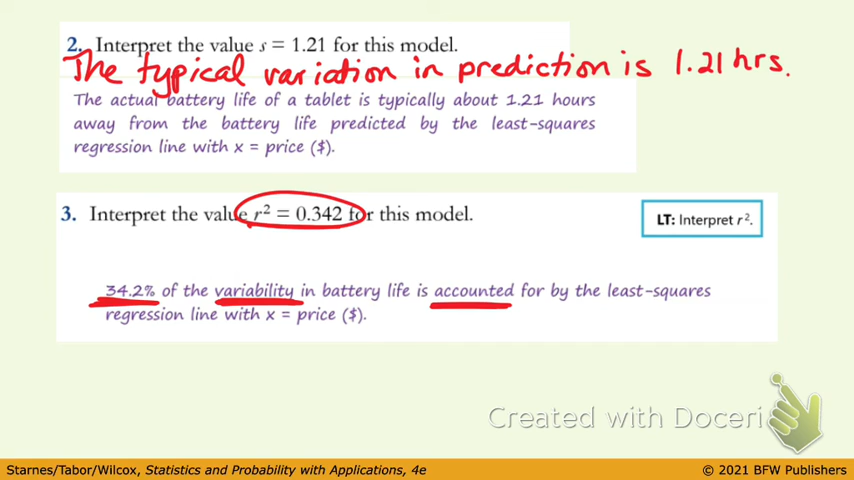 2. Interpret the value s = 1.21 for this model.
The typical variation in prediction is 1.21 hrs.
The actual battery life of a tablet is typically about 1.21 hours
away from the battery life predicted by the least-squares
regression line with x = price ($).
3. Interpret the value r² = 0.342 for this model.
LT: Interpret r².
34.2% of the variability in battery life is accounted for by the least-squares
regression line with x = price ($).
Created with Doceri
Starnes/Tabor/Wilcox, Statistics and Probability with Applications, 4e
© 2021 BFW Publishers